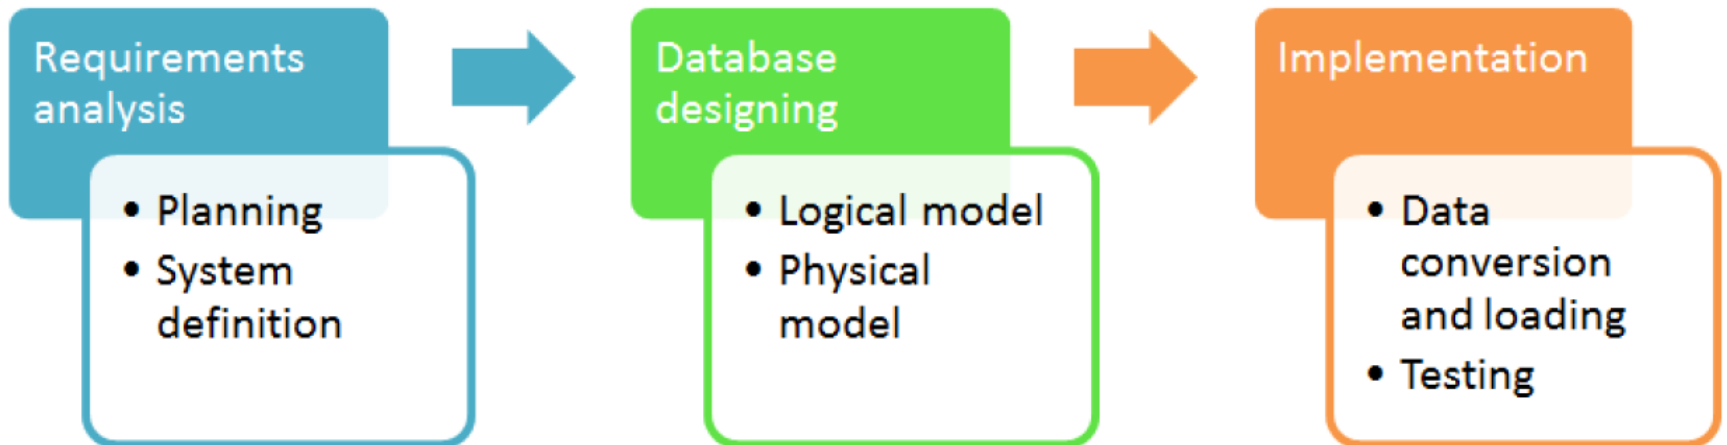 Requirements
analysis
• Planning
• System
definition
Database
designing
• Logical model
• Physical
model
Implementation
• Data
conversion
and loading
• Testing